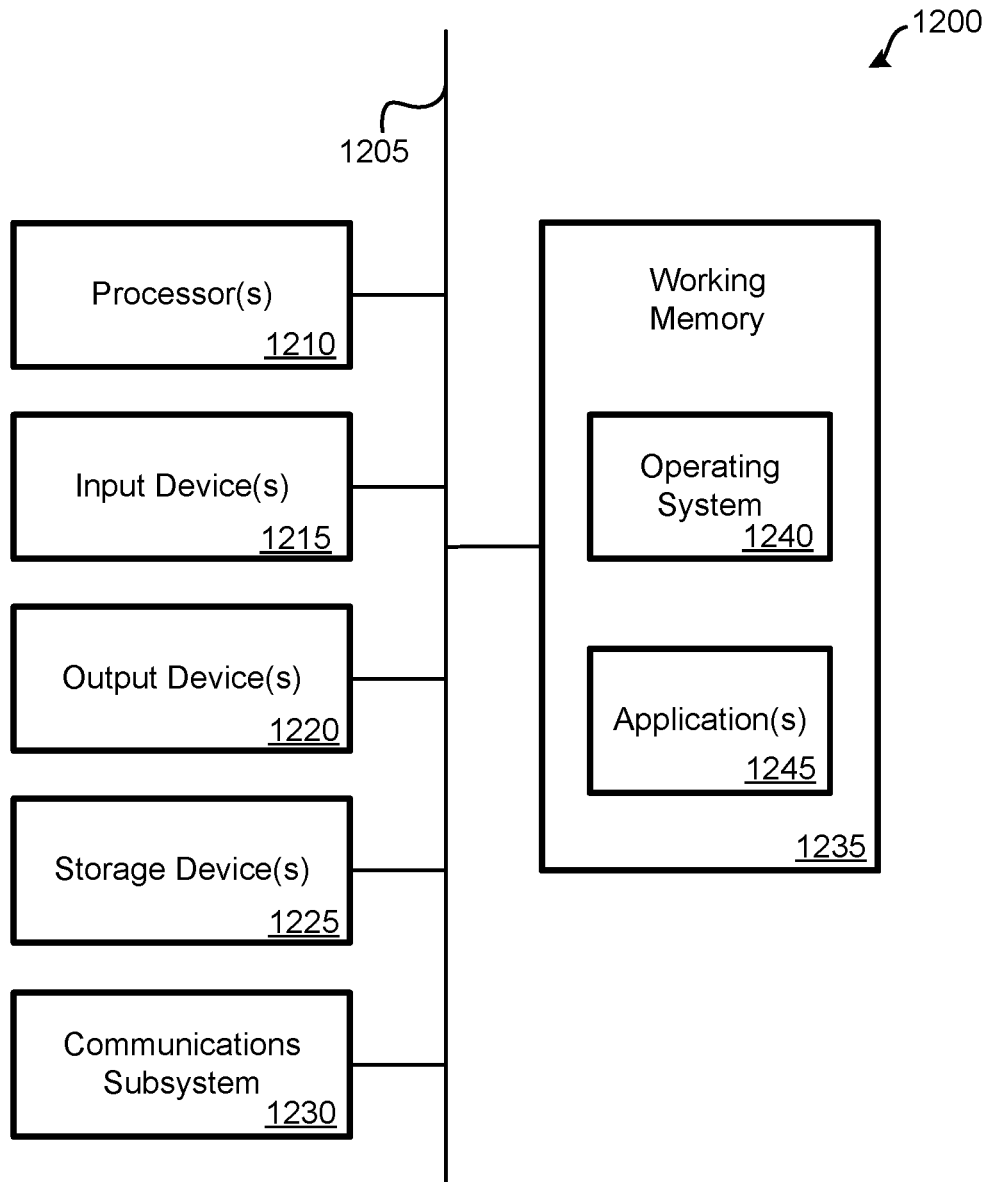 1200
1205
Processor(s)
1210
Input Device(s)
1215
Output Device(s)
1220
Storage Device(s)
1225
Communications
Subsystem
1230
Working
Memory
Operating
System
1240
Application(s)
1245
1235